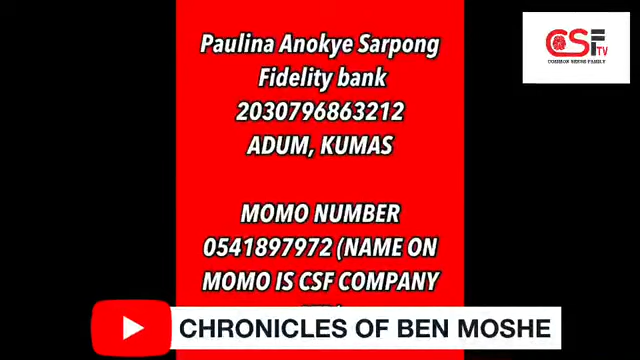 Paulina Anokye Sarpong
Fidelity bank
2030796863212
ADUM, KUMAS
MOMO NUMBER
0541897972 (NAME ON
MOMO IS CSF COMPANY
CSF TV
COMMON SENSE FAMILY
CHRONICLES OF BEN MOSHE